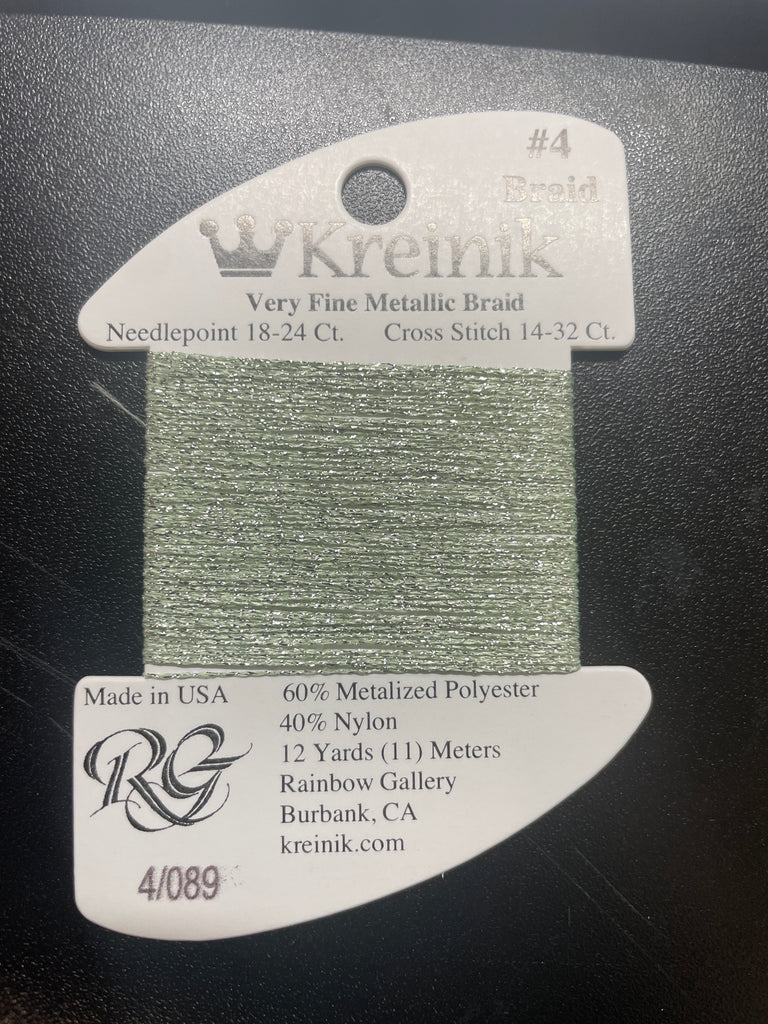 #4
Braid
Kreinik
Very Fine Metallic Braid
Needlepoint 18-24 Ct. Cross Stitch 14-32 Ct.
Made in USA
60% Metalized Polyester
40% Nylon
12 Yards (11) Meters
Rainbow Gallery
Burbank, CA
kreinik.com
RG
4/089